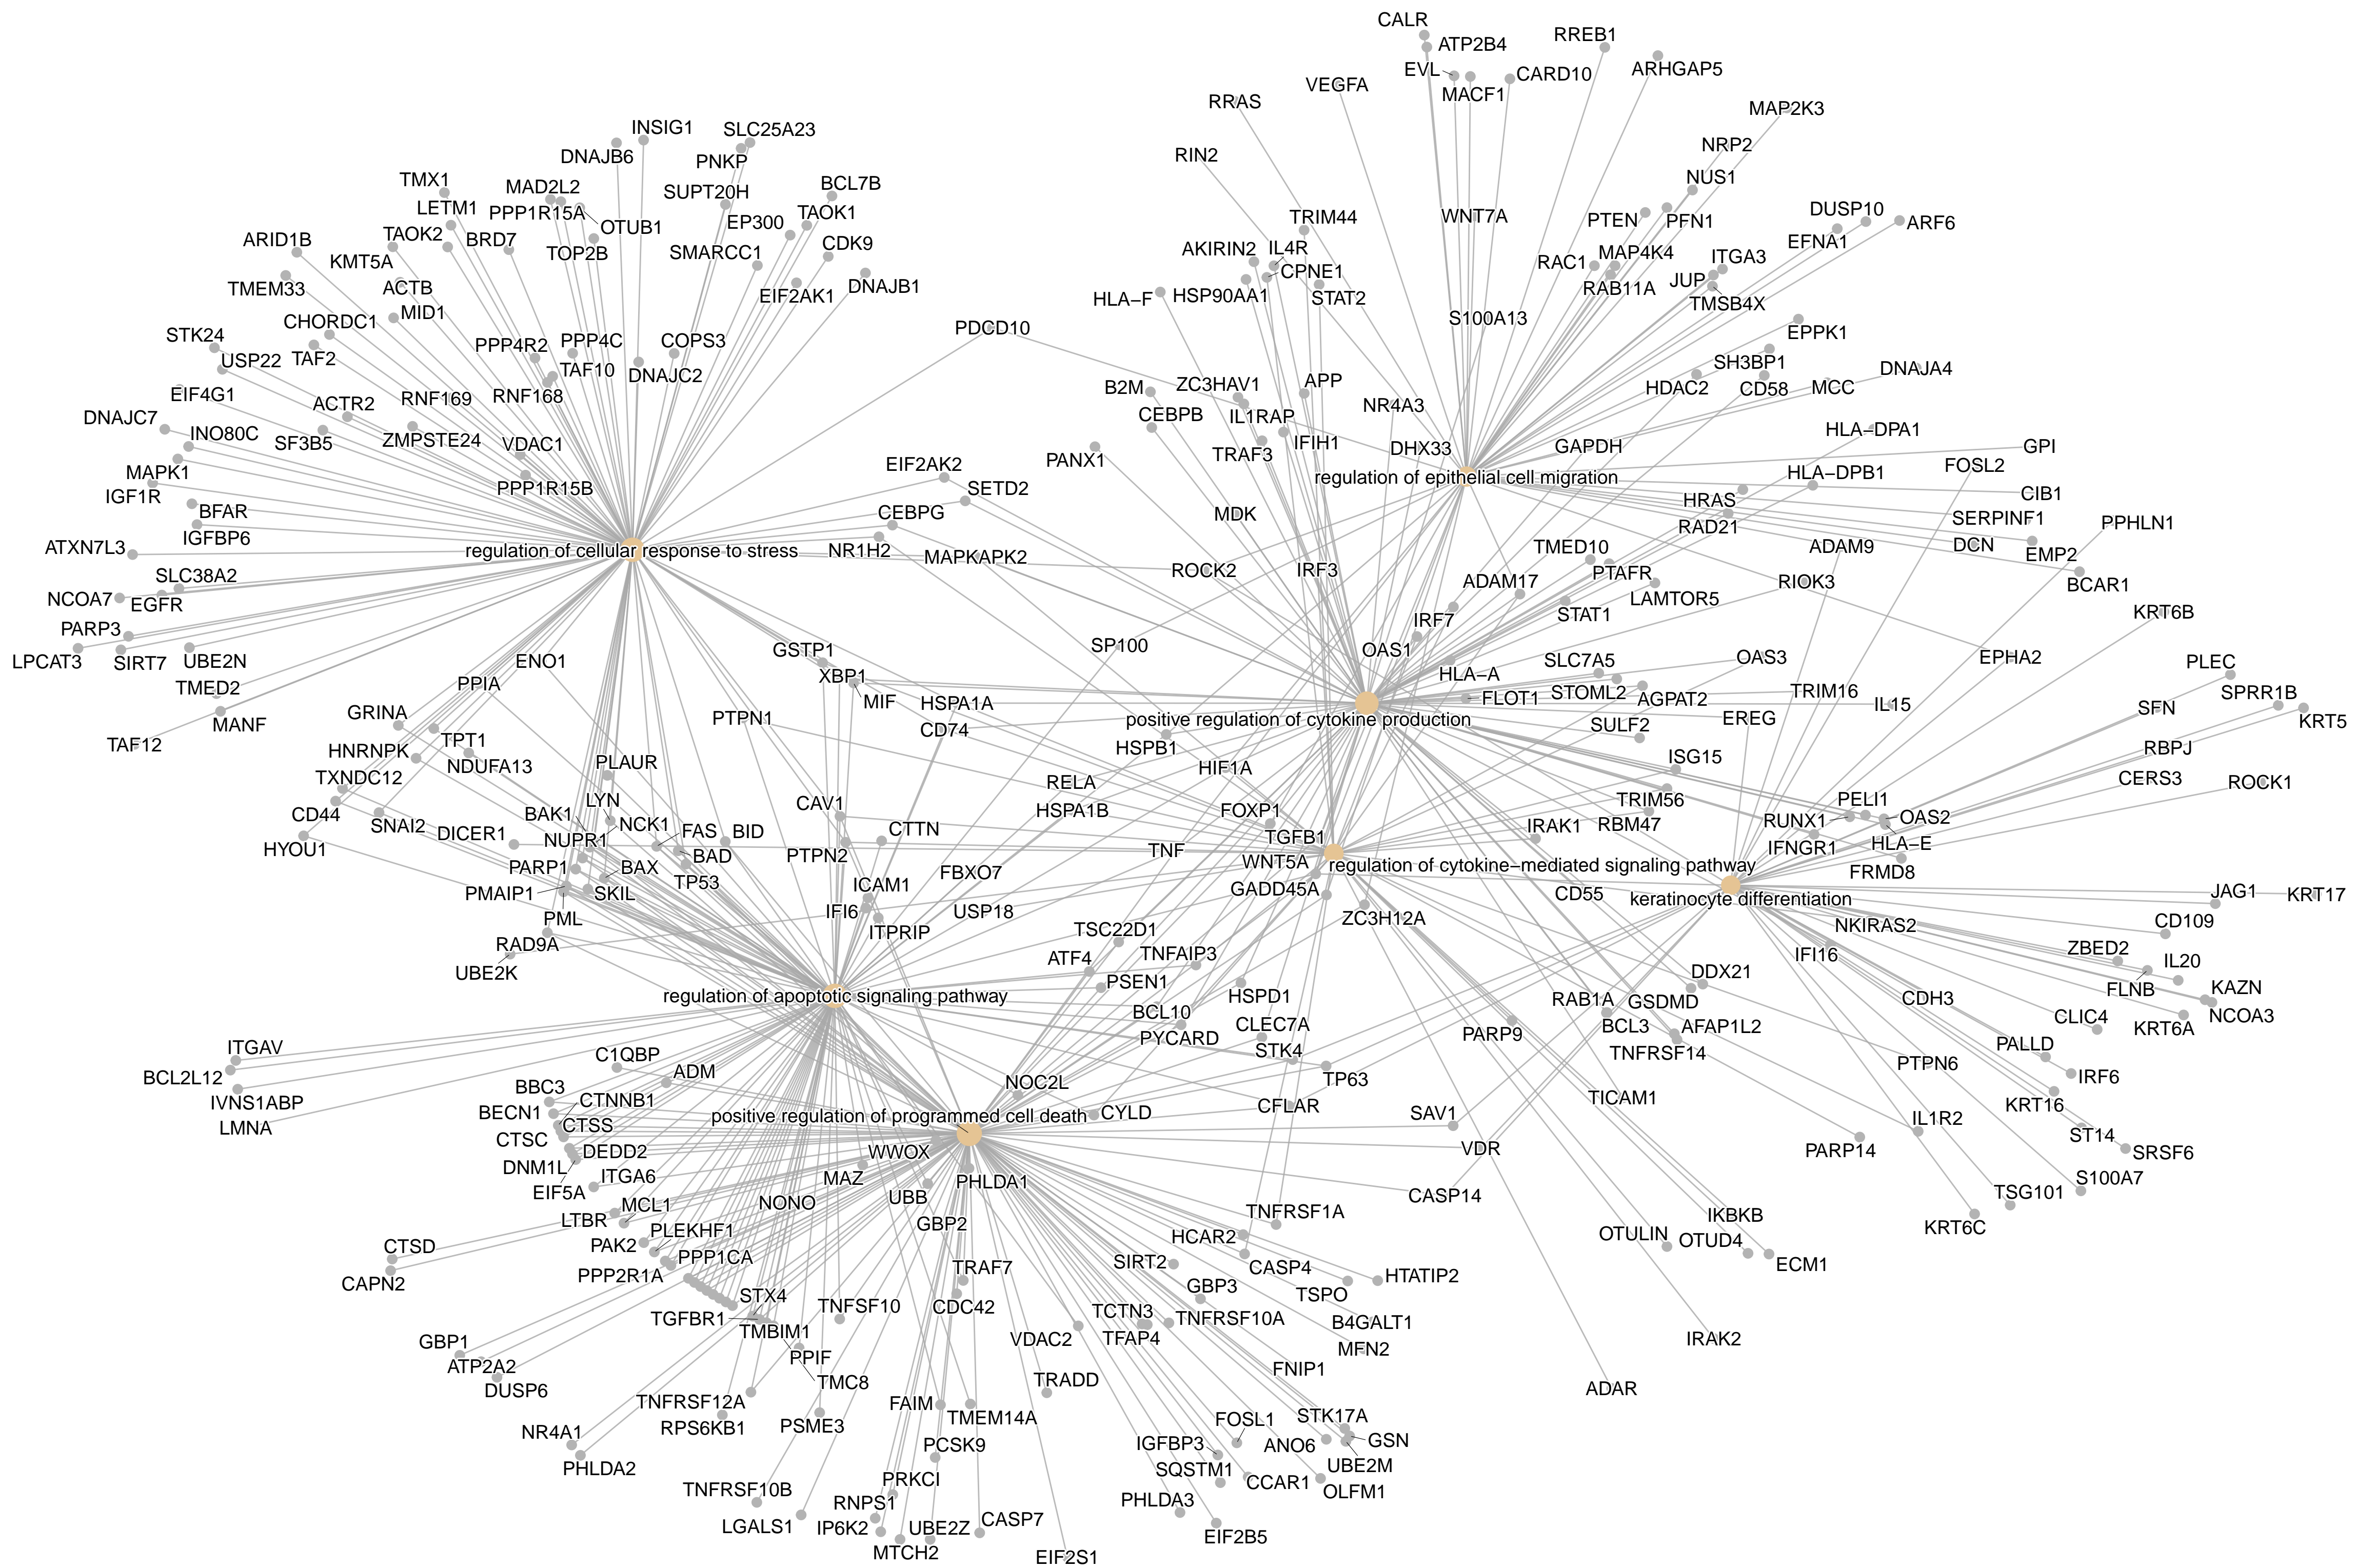 CALR
ATP2B4
RREB1
EVL
CARD10
ARHGAP5
VEGFA
MACF1
RRAS
MAP2K3
INSIG1
SLC25A23
DNAJB6
PNKP
RIN2
NRP2
TMX1
MAD2L2
SUPT20H
BCL7B
NUS1
LETM1
PPP1R15A
OTUB1
EP300
TAOK1
TRIM44
WNT7A
PTEN
PFN1
DUSP10
ARF6
ARID1B
TAOK2
BRD7
TOP2B
SMARCC1
CDK9
AKIRIN2
IL4R
EFNA1
KMT5A
CPNE1
RAC1
MAP4K4
ITGA3
TMEM33
ACTB
EIF2AK1
DNAJB1
HLA−F
HSP90AA1
STAT2
RAB11A
JUP
TMSB4X
CHORDC1
MID1
PDCD10
S100A13
EPPK1
STK24
USP22
TAF2
PPP4R2
PPP4C
COPS3
TAF10
DNAJC2
SH3BP1
DNAJA4
EIF4G1
ACTR2
RNF169
RNF168
B2M
ZC3HAV1
APP
NR4A3
HDAC2
CD58
MCC
DNAJC7
INO80C
SF3B5
ZMPSTE24
VDAC1
CEBPB
IL1RAP
IFIH1
HLA−DPA1
MAPK1
PANX1
TRAF3
DHX33
GAPDH
GPI
EIF2AK2
regulation of epithelial cell migration
HLA−DPB1
FOSL2
IGF1R
PPP1R15B
SETD2
HRAS
CIB1
BFAR
CEBPG
MDK
RAD21
SERPINF1
PPHLN1
IGFBP6
ATXN7L3
regulation of cellular response to stress
NR1H2
MAPKAPK2
TMED10
ADAM9
DCN
EMP2
SLC38A2
ROCK2
IRF3
PTAFR
ADAM17
RIOK3
BCAR1
NCOA7
EGFR
LAMTOR5
STAT1
KRT6B
PARP3
IRF7
LPCAT3
SIRT7
UBE2N
ENO1
GSTP1
SP100
OAS1
SLC7A5
OAS3
EPHA2
PLEC
TMED2
PPIA
XBP1
MIF
HLA−A
FLOT1
STOML2
AGPAT2
TRIM16
IL15
SPRR1B
SFN
KRT5
MANF
GRINA
PTPN1
HSPA1A
CD74
positive regulation of cytokine production
SULF2
EREG
TAF12
HNRNPK
TPT1
HSPB1
RBPJ
TXNDC12
NDUFA13
PLAUR
RELA
HIF1A
ISG15
CERS3
ROCK1
CD44
SNAI2
BAK1
LYN
CAV1
HSPA1B
FOXP1
TRIM56
PELI1
DICER1
NCK1
FAS
BID
CTTN
TGFB1
IRAK1
RBM47
RUNX1
OAS2
HYOU1
NUPR1
BAD
PTPN2
TNF
IFNGR1
HLA−E
PARP1
BAX
TP53
FBXO7
WNT5A
regulation of cytokine−mediated signaling pathway
FRMD8
PMAIP1
SKIL
ICAM1
GADD45A
CD55
keratinocyte differentiation
JAG1
KRT17
PML
IFI6
USP18
ZC3H12A
CD109
RAD9A
ITPRIP
TSC22D1
NKIRAS2
UBE2K
ATF4
TNFAIP3
IFI16
ZBED2
IL20
regulation of apoptotic signaling pathway
PSEN1
HSPD1
DDX21
FLNB
KAZN
BCL10
RAB1A
GSDMD
CDH3
CLIC4
KRT6A
NCOA3
PYCARD
CLEC7A
PARP9
BCL3
AFAP1L2
ITGAV
C1QBP
STK4
TNFRSF14
PTPN6
PALLD
BCL2L12
ADM
NOC2L
TP63
IRF6
IVNS1ABP
BBC3
CTNNB1
CFLAR
TICAM1
KRT16
LMNA
BECN1
positive regulation of programmed cell death
CYLD
SAV1
IL1R2
CTSS
CTSC
DEDD2
WWOX
VDR
PARP14
ST14
SRSF6
DNM1L
ITGA6
MAZ
PHLDA1
CASP14
S100A7
EIF5A
UBB
TSG101
MCL1
NONO
GBP2
TNFRSF1A
IKBKB
KRT6C
LTBR
PLEKHF1
HCAR2
OTULIN
OTUD4
PAK2
CTSD
PPP1CA
SIRT2
CASP4
ECM1
CAPN2
PPP2R1A
TRAF7
GBP3
TSPO
HTATIP2
STX4
TNFSF10
CDC42
TCTN3
TNFRSF10A
B4GALT1
TGFBR1
TMBIM1
VDAC2
TFAP4
IRAK2
GBP1
PPIF
MFN2
ATP2A2
FNIP1
DUSP6
TMC8
TRADD
ADAR
TNFRSF12A
FAIM
TMEM14A
FOSL1
STK17A
NR4A1
RPS6KB1
PSME3
PCSK9
IGFBP3
ANO6
GSN
PHLDA2
SQSTM1
UBE2M
PRKCI
CCAR1
OLFM1
TNFRSF10B
RNPS1
PHLDA3
LGALS1
IP6K2
UBE2Z
CASP7
EIF2B5
MTCH2
EIF2S1